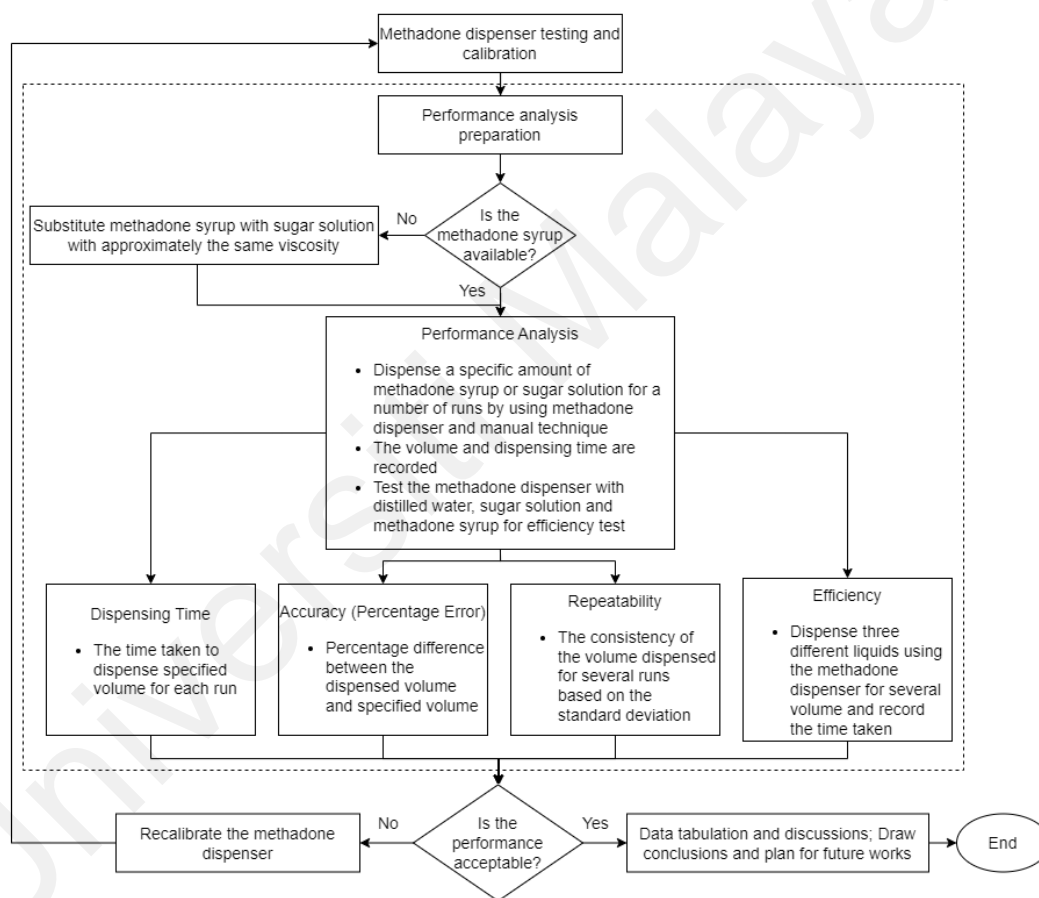 Methadone dispenser testing and
calibration
Performance analysis
preparation
Is the
methadone syrup
available?
No
Substitute methadone syrup with sugar solution
with approximately the same viscosity
Yes
Performance Analysis
• Dispense a specific amount of
methadone syrup or sugar solution for a
number of runs by using methadone
dispenser and manual technique
• The volume and dispensing time are
recorded
• Test the methadone dispenser with
distilled water, sugar solution and
methadone syrup for efficiency test
Dispensing Time
• The time taken to
dispense specified
volume for each run
Accuracy (Percentage Error)
• Percentage difference
between the
dispensed volume
and specified volume
Repeatability
• The consistency of
the volume dispensed
for several runs
based on the
standard deviation
Efficiency
• Dispense three
different liquids using
the methadone
dispenser for several
volume and record
the time taken
Is the
performance
acceptable?
No
Recalibrate the methadone
dispenser
Yes
Data tabulation and discussions; Draw
conclusions and plan for future works
End
Universiti Malaya